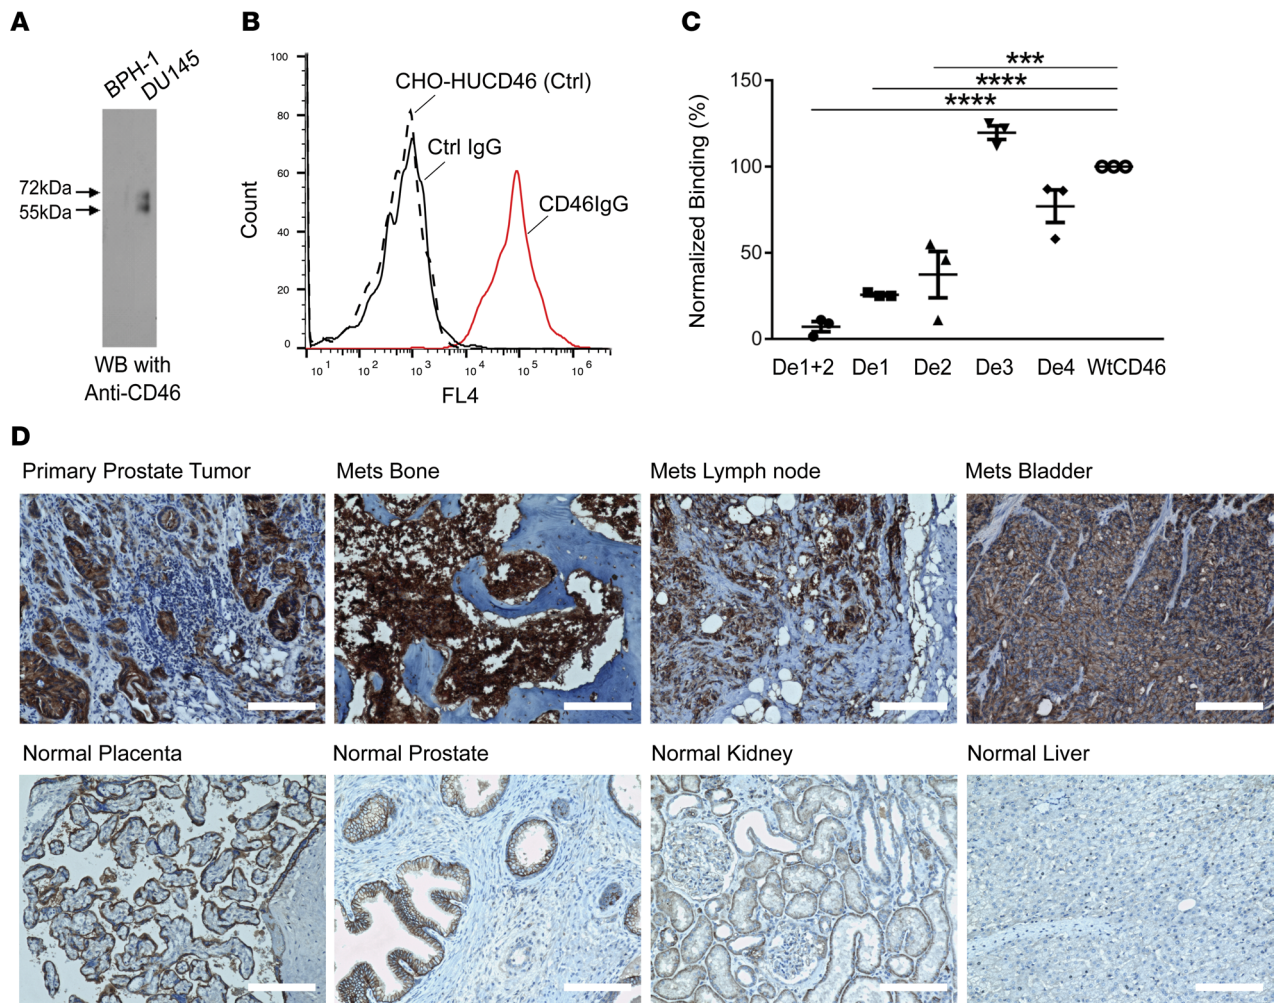 A
BPH-1
DU145
72kDa
55kDa
WB with
Anti-CD46
B
100
80
60
40
20
0
Count
CHO-HUCD46 (Ctrl)
Ctrl IgG
CD46IgG
10 1
10 2
10 3
10 4
10 5
10 6
FL4
C
***
****
****
150
100
50
0
Normalized Binding (%)
De1+2 De1 De2 De3 De4 WtCD46
D
Primary Prostate Tumor
Mets Bone
Mets Lymph node
Mets Bladder
Normal Placenta
Normal Prostate
Normal Kidney
Normal Liver